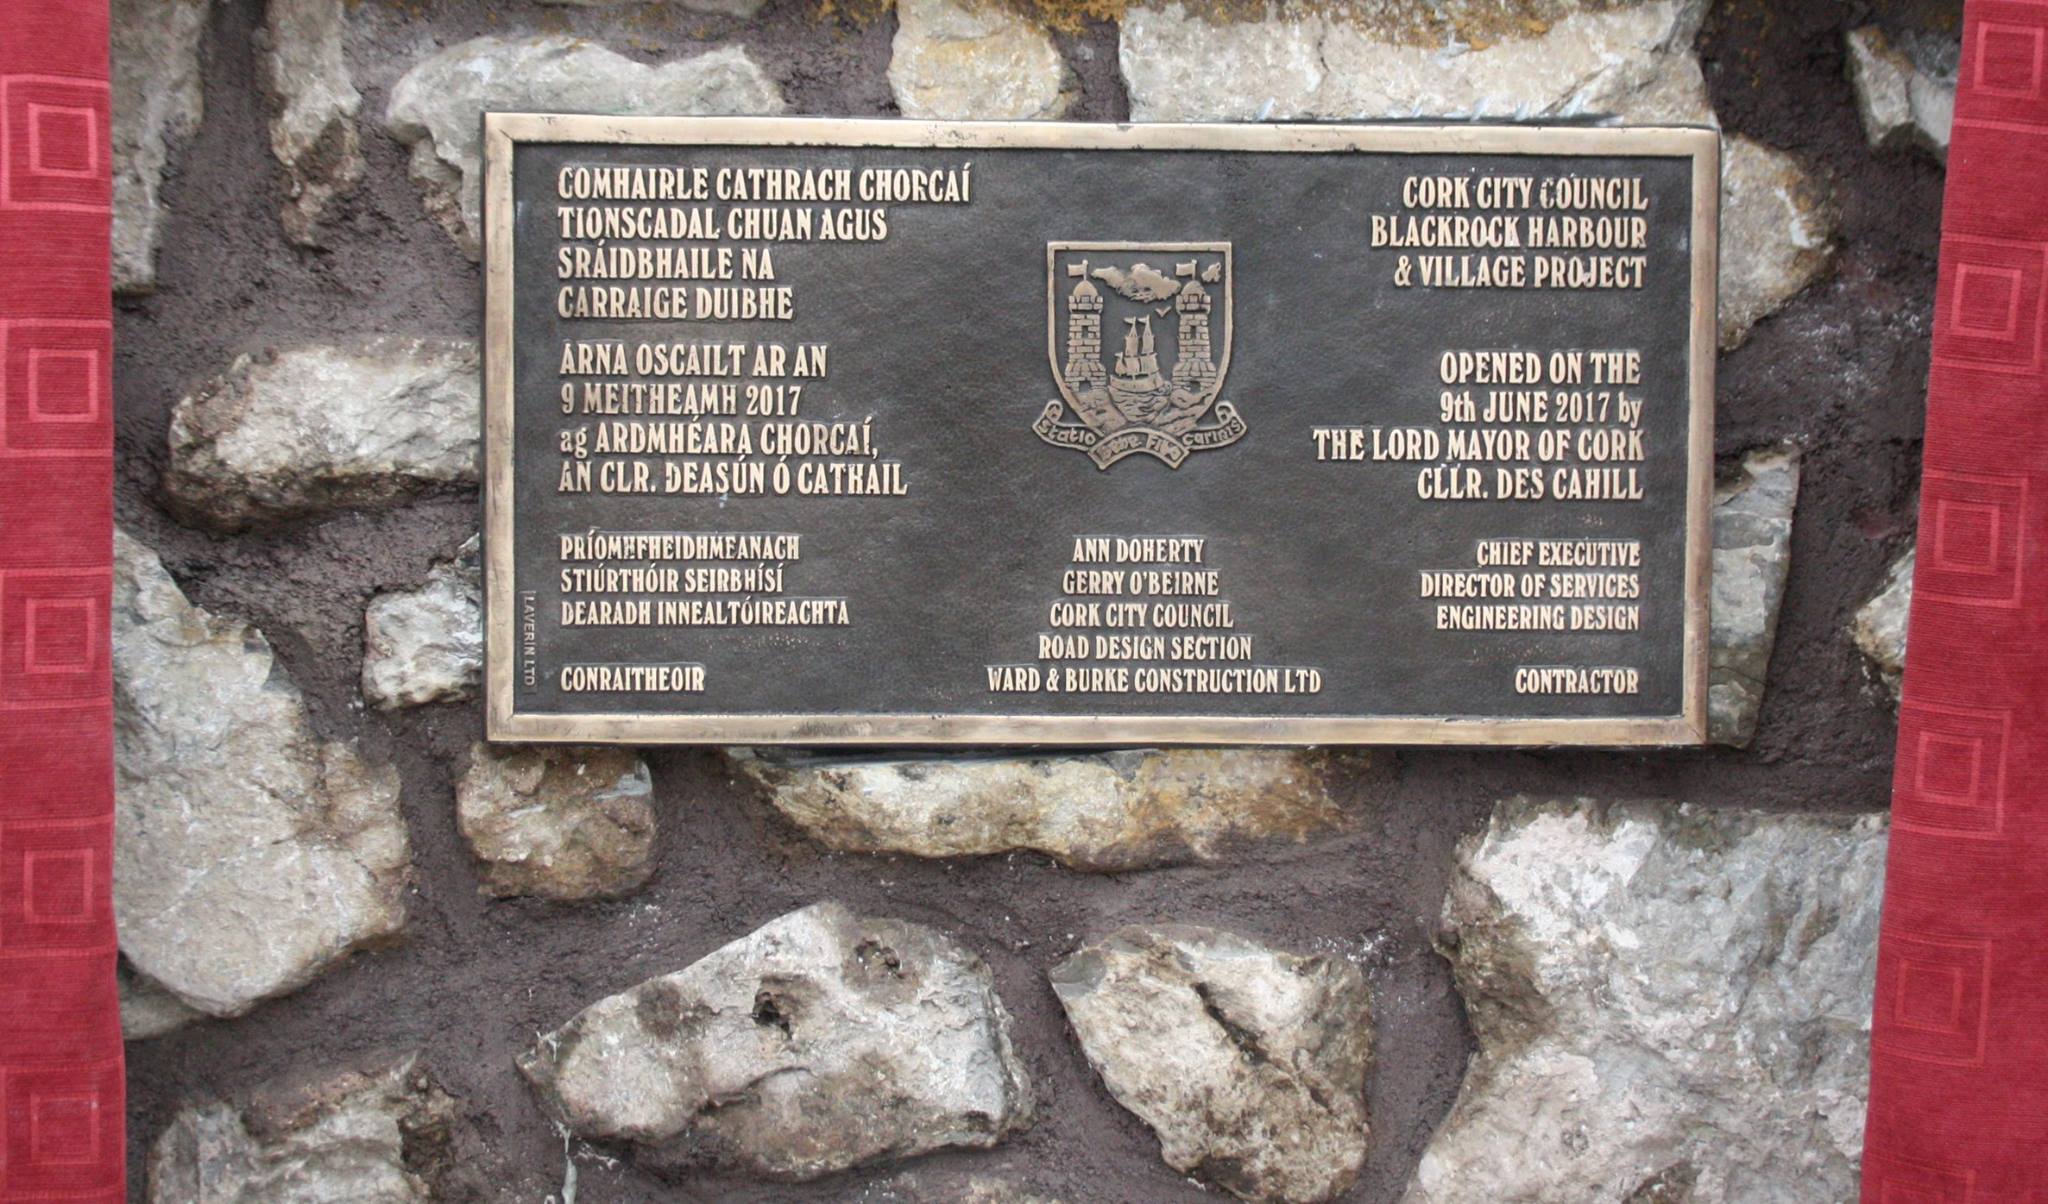 COMHAIRLE CATHRACH CHORCAÍ
TIONSCADAL CHUAN AGUS
SRÁIDBHAILE NA
CARRAIGE DUIBHE
ARNA OSCAILT AR AN
9 MEITHEAMH 2017
ag ARDMHÉARA CHORCAÍ,
AN CLR. DEASÚN Ó CATHAIL
CORK CITY COUNCIL
BLACKROCK HARBOUR
& VILLAGE PROJECT
OPENED ON THE
9th JUNE 2017 by
THE LORD MAYOR OF CORK
CLLR. DES CAHILL
Statio Bene Fida Carinis
PRÍOMHFHEIDHMEANACH
STIÚRTHÓIR SEIRBHÍSÍ
DEARADH INNEALTÓIREACHTA
CONRAITHEOIR
ANN DOHERTY
GERRY O'BEIRNE
CORK CITY COUNCIL
ROAD DESIGN SECTION
WARD & BURKE CONSTRUCTION LTD
CHIEF EXECUTIVE
DIRECTOR OF SERVICES
ENGINEERING DESIGN
CONTRACTOR
LAVERIN LTD